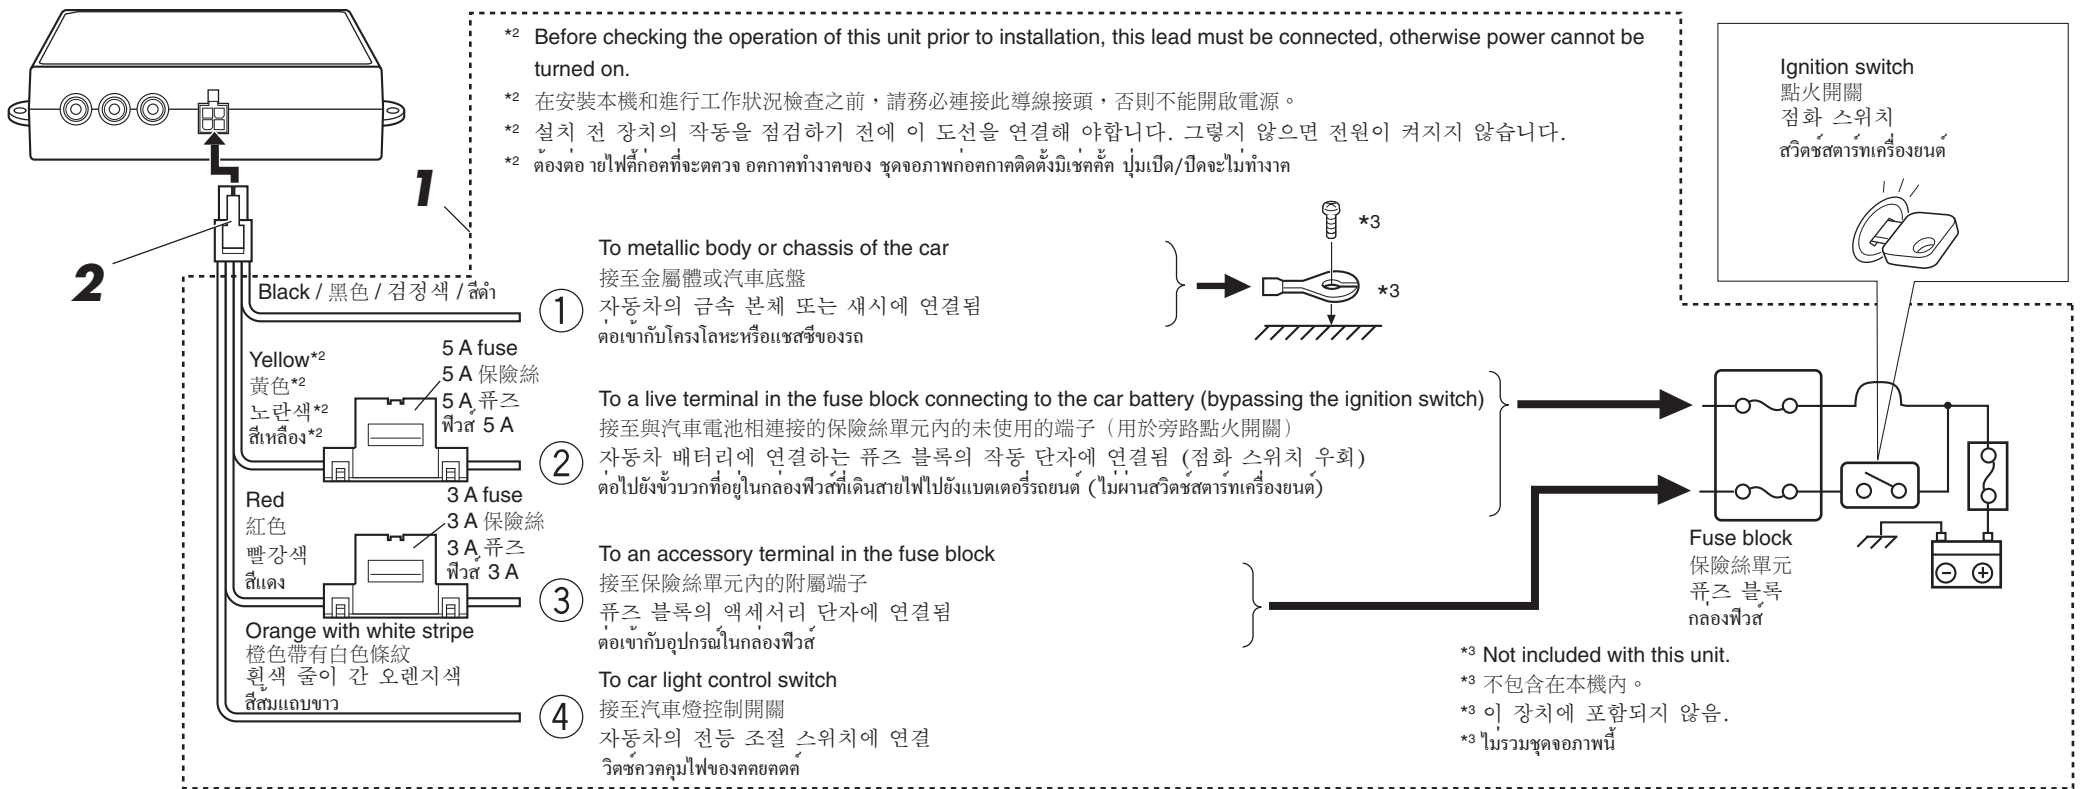 *2 Before checking the operation of this unit prior to installation, this lead must be connected, otherwise power cannot be
turned on.
*2 在安裝本機和進行工作狀況檢查之前，請務必連接此導線接頭，否則不能開啟電源。
*2 설치 전 장치의 작동을 점검하기 전에 이 도선을 연결해 야합니다. 그렇지 않으면 전원이 켜지지 않습니다.
*2 ปุ่มเปิด/ปิดจะไม่
Ignition switch
點火開關
점화 스위치
สวิตช์สตาร์ทเครื่องยนต์
1
2
*3
*3
Black / 黑色 / 검정색 / สีดำ
1
To metallic body or chassis of the car
接至金屬體或汽車底盤
자동차의 금속 본체 또는 섀시에 연결됨
ต่อเข้ากับโครงโลหะหรือแชสซีของรถ
Yellow*2
黃色*2
노란색*2
สีเหลือง*2
5 A fuse
5 A 保險絲
5 A 퓨즈
ฟิวส์ 5 A
2
To a live terminal in the fuse block connecting to the car battery (bypassing the ignition switch)
接至與汽車電池相連接的保險絲單元內的未使用的端子（用於旁路點火開關）
자동차 배터리에 연결하는 퓨즈 블록의 작동 단자에 연결됨 (점화 스위치 우회)
ต่อไปยังขั้วบวกที่อยู่ในกล่องฟิวส์ที่เดินสายไฟไปยังแบตเตอรี่รถยนต์ (ไม่ผ่านสวิตช์สตาร์ทเครื่องยนต์)
Red
紅色
빨강색
สีแดง
3 A fuse
3 A 保險絲
3 A 퓨즈
ฟิวส์ 3 A
3
To an accessory terminal in the fuse block
接至保險絲單元內的附屬端子
퓨즈 블록의 액세서리 단자에 연결됨
ต่อเข้ากับอุปกรณ์ในกล่องฟิวส์
Fuse block
保險絲單元
퓨즈 블록
กล่องฟิวส์
Orange with white stripe
橙色帶有白色條紋
흰색 줄이 간 오렌지색
สีส้มแถบขาว
4
To car light control switch
接至汽車燈控制開關
자동차의 전등 조절 스위치에 연결
*3 Not included with this unit.
*3 不包含在本機內。
*3 이 장치에 포함되지 않음.
*3 ไม่รวมชุดจอภาพนี้